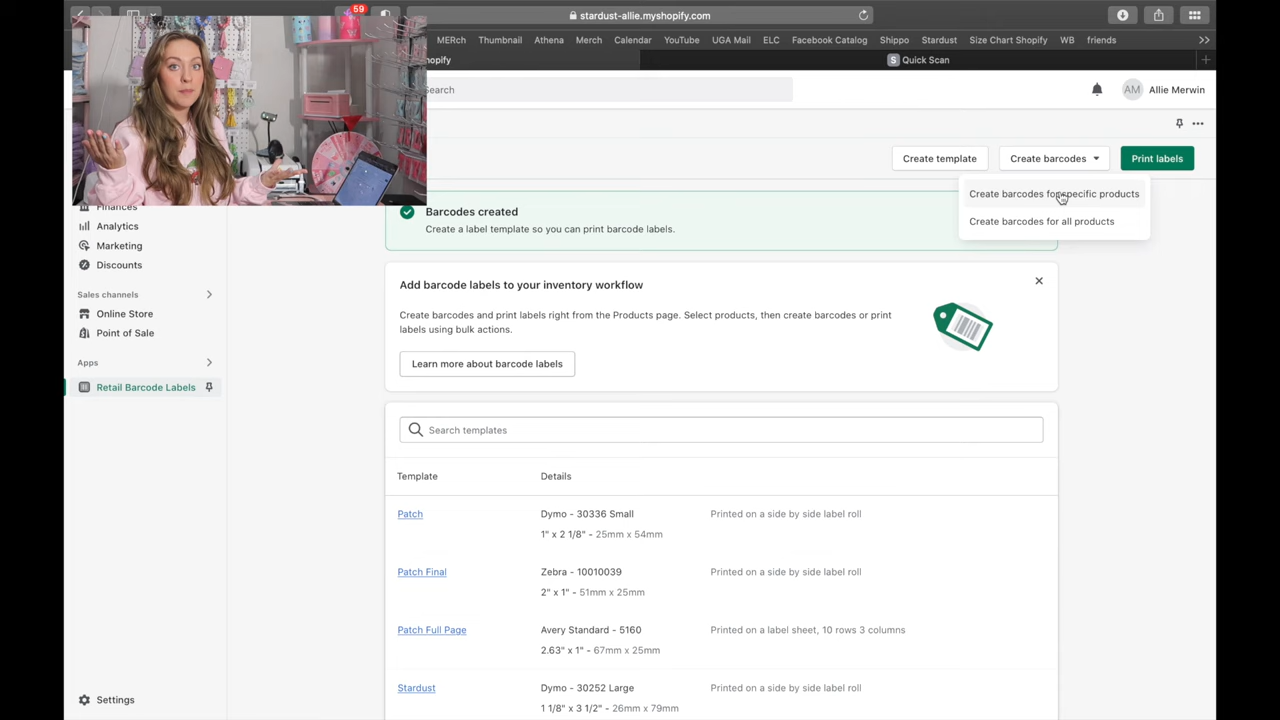 59
stardust-allie.myshopify.com
MERch Thumbnail Athena Merch Calendar YouTube UGA Mail ELC Facebook Catalog Shippo Stardust Size Chart Shopify WB friends
opify
S Quick Scan
Search
AM Allie Merwin
Create template Create barcodes Print labels
Create barcodes for specific products
Create barcodes for all products
Finances
Analytics
Marketing
Discounts
Sales channels
Online Store
Point of Sale
Apps
Retail Barcode Labels
Settings
Barcodes created
Create a label template so you can print barcode labels.
Add barcode labels to your inventory workflow
Create barcodes and print labels right from the Products page. Select products, then create barcodes or print
labels using bulk actions.
Learn more about barcode labels
Search templates
Template Details
Patch Dymo - 30336 Small Printed on a side by side label roll
1" x 2 1/8" - 25mm x 54mm
Patch Final Zebra - 10010039 Printed on a side by side label roll
2" x 1" - 51mm x 25mm
Patch Full Page Avery Standard - 5160 Printed on a label sheet, 10 rows 3 columns
2.63" x 1" - 67mm x 25mm
Stardust Dymo - 30252 Large Printed on a side by side label roll
1 1/8" x 3 1/2" - 26mm x 79mm